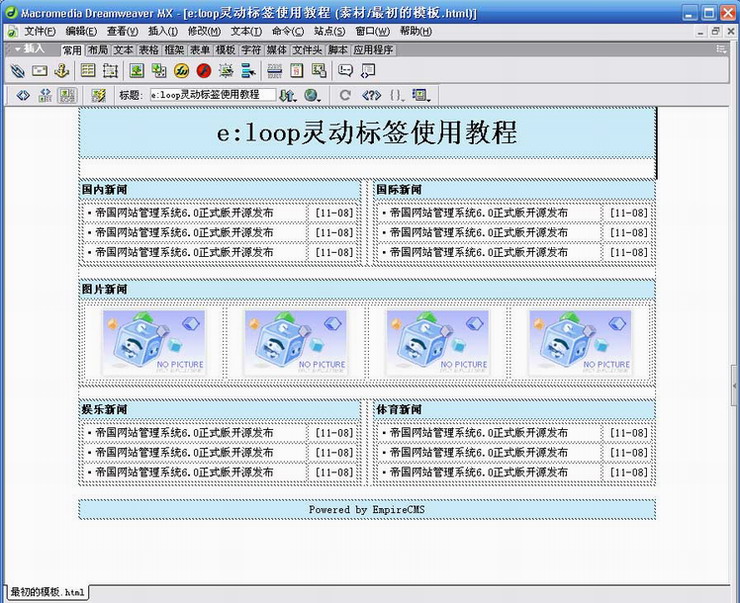 Macromedia Dreamweaver MX - [e:loop灵动标签使用教程 (素材/最初的模板.html)]
文件(F) 编辑(E) 查看(V) 插入(I) 修改(M) 文本(T) 命令(C) 站点(S) 窗口(W) 帮助(H)
插入 常用 布局 文本 表格 框架 表单 模板 字符 媒体 文件头 脚本 应用程序
标题: e:loop灵动标签使用教程
e:loop灵动标签使用教程
国内新闻 国际新闻
·帝国网站管理系统6.0正式版开源发布 [11-08] ·帝国网站管理系统6.0正式版开源发布 [11-08]
·帝国网站管理系统6.0正式版开源发布 [11-08] ·帝国网站管理系统6.0正式版开源发布 [11-08]
·帝国网站管理系统6.0正式版开源发布 [11-08] ·帝国网站管理系统6.0正式版开源发布 [11-08]
图片新闻
NO PICTURE NO PICTURE NO PICTURE NO PICTURE
娱乐新闻 体育新闻
·帝国网站管理系统6.0正式版开源发布 [11-08] ·帝国网站管理系统6.0正式版开源发布 [11-08]
·帝国网站管理系统6.0正式版开源发布 [11-08] ·帝国网站管理系统6.0正式版开源发布 [11-08]
·帝国网站管理系统6.0正式版开源发布 [11-08] ·帝国网站管理系统6.0正式版开源发布 [11-08]
Powered by EmpireCMS
最初的模板.html